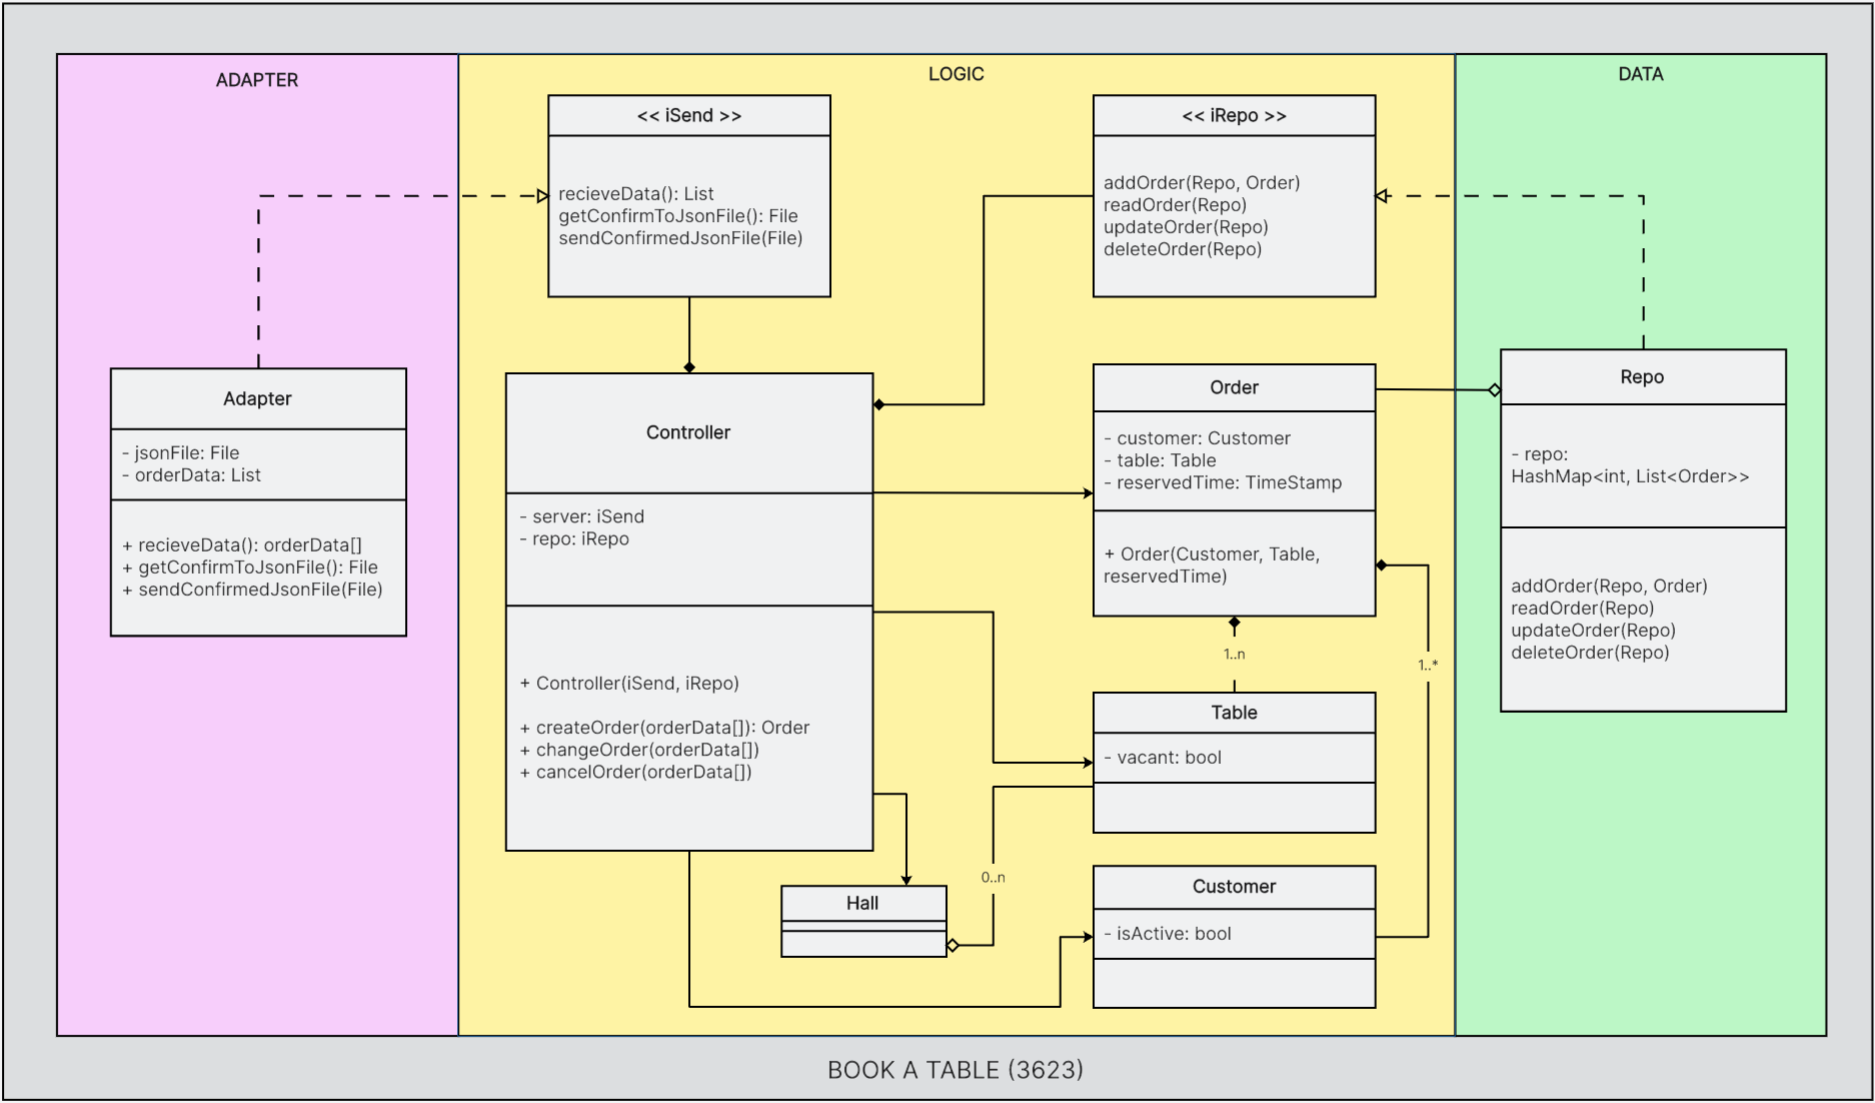 ADAPTER
LOGIC
DATA
<< iSend >>
recieveData(): List
getConfirmToJsonFile(): File
sendConfirmedJsonFile(File)
<< iRepo >>
addOrder(Repo, Order)
readOrder(Repo)
updateOrder(Repo)
deleteOrder(Repo)
Adapter
- jsonFile: File
- orderData: List
+ recieveData(): orderData[]
+ getConfirmToJsonFile(): File
+ sendConfirmedJsonFile(File)
Controller
- server: iSend
- repo: iRepo
+ Controller(iSend, iRepo)
+ createOrder(orderData[]): Order
+ changeOrder(orderData[])
+ cancelOrder(orderData[])
Order
- customer: Customer
- table: Table
- reservedTime: TimeStamp
+ Order(Customer, Table,
reservedTime)
1..n
1..*
Table
- vacant: bool
0..n
Hall
Customer
- isActive: bool
Repo
- repo:
HashMap<int, List<Order>>
addOrder(Repo, Order)
readOrder(Repo)
updateOrder(Repo)
deleteOrder(Repo)
BOOK A TABLE (3623)